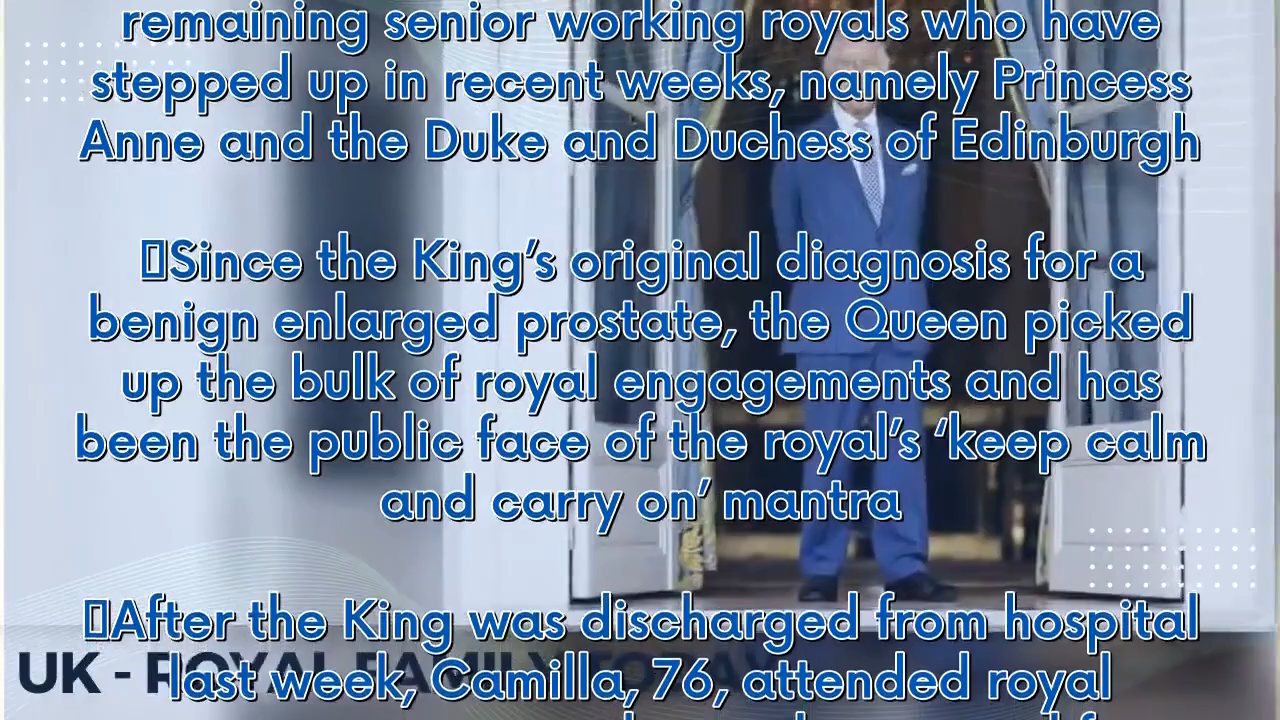 remaining senior working royals who have
stepped up in recent weeks, namely Princess
Anne and the Duke and Duchess of Edinburgh
Since the King’s original diagnosis for a
benign enlarged prostate, the Queen picked
up the bulk of royal engagements and has
been the public face of the royal’s ‘keep calm
and carry on’ mantra
After the King was discharged from hospital
last week, Camilla, 76, attended royal
UK - ROYAL FAMILY TODAY